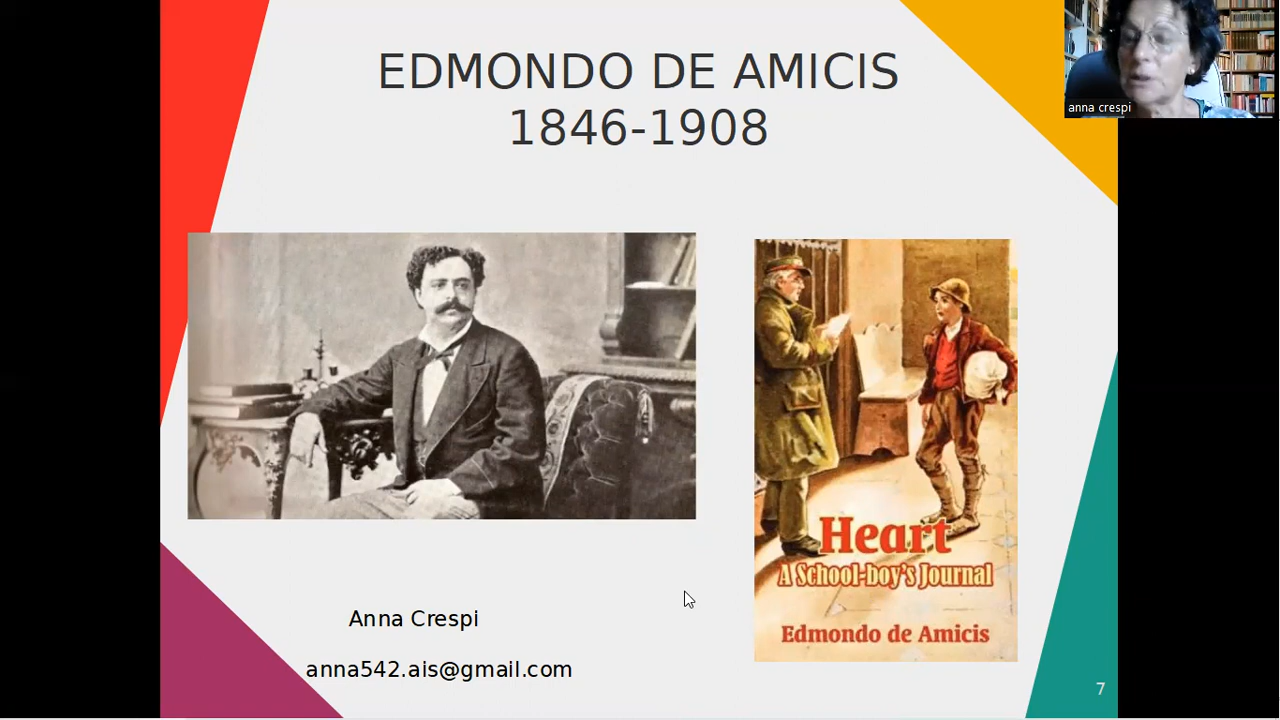 EDMONDO DE AMICIS
1846-1908
anna crespi
Heart
A School-boy's Journal
Edmondo de Amicis
Anna Crespi
anna542.ais@gmail.com
7